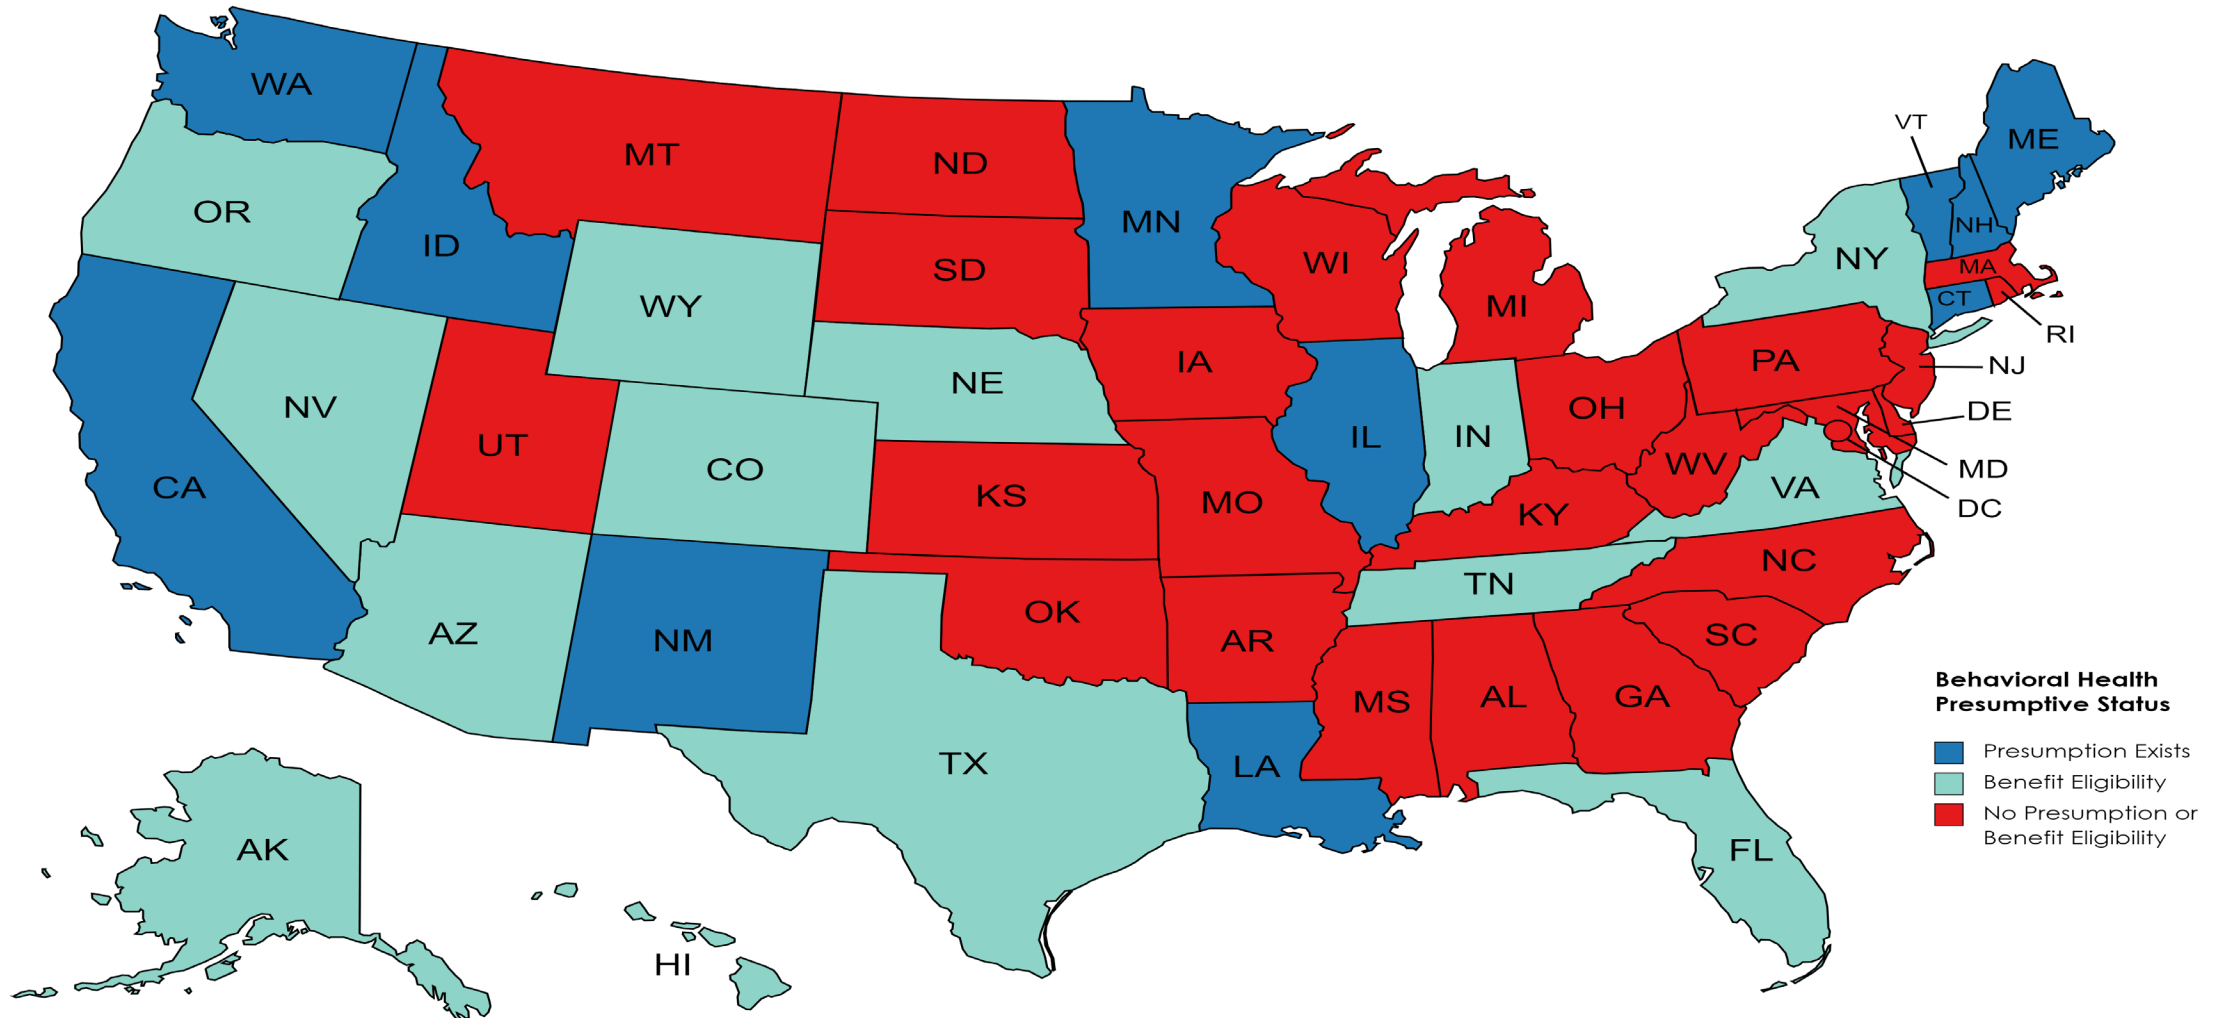 WA
MT
ND
MN
VT
ME
OR
ID
SD
WI
NY
NH
MA
CT
RI
WY
MI
NE
IA
PA
NJ
NV
UT
CO
IL
IN
OH
DE
CA
KS
MO
WV
MD
VA
DC
KY
NC
TN
AZ
NM
OK
AR
SC
MS
AL
GA
TX
LA
FL
AK
HI
Behavioral Health
Presumptive Status
Presumption Exists
Benefit Eligibility
No Presumption or
Benefit Eligibility